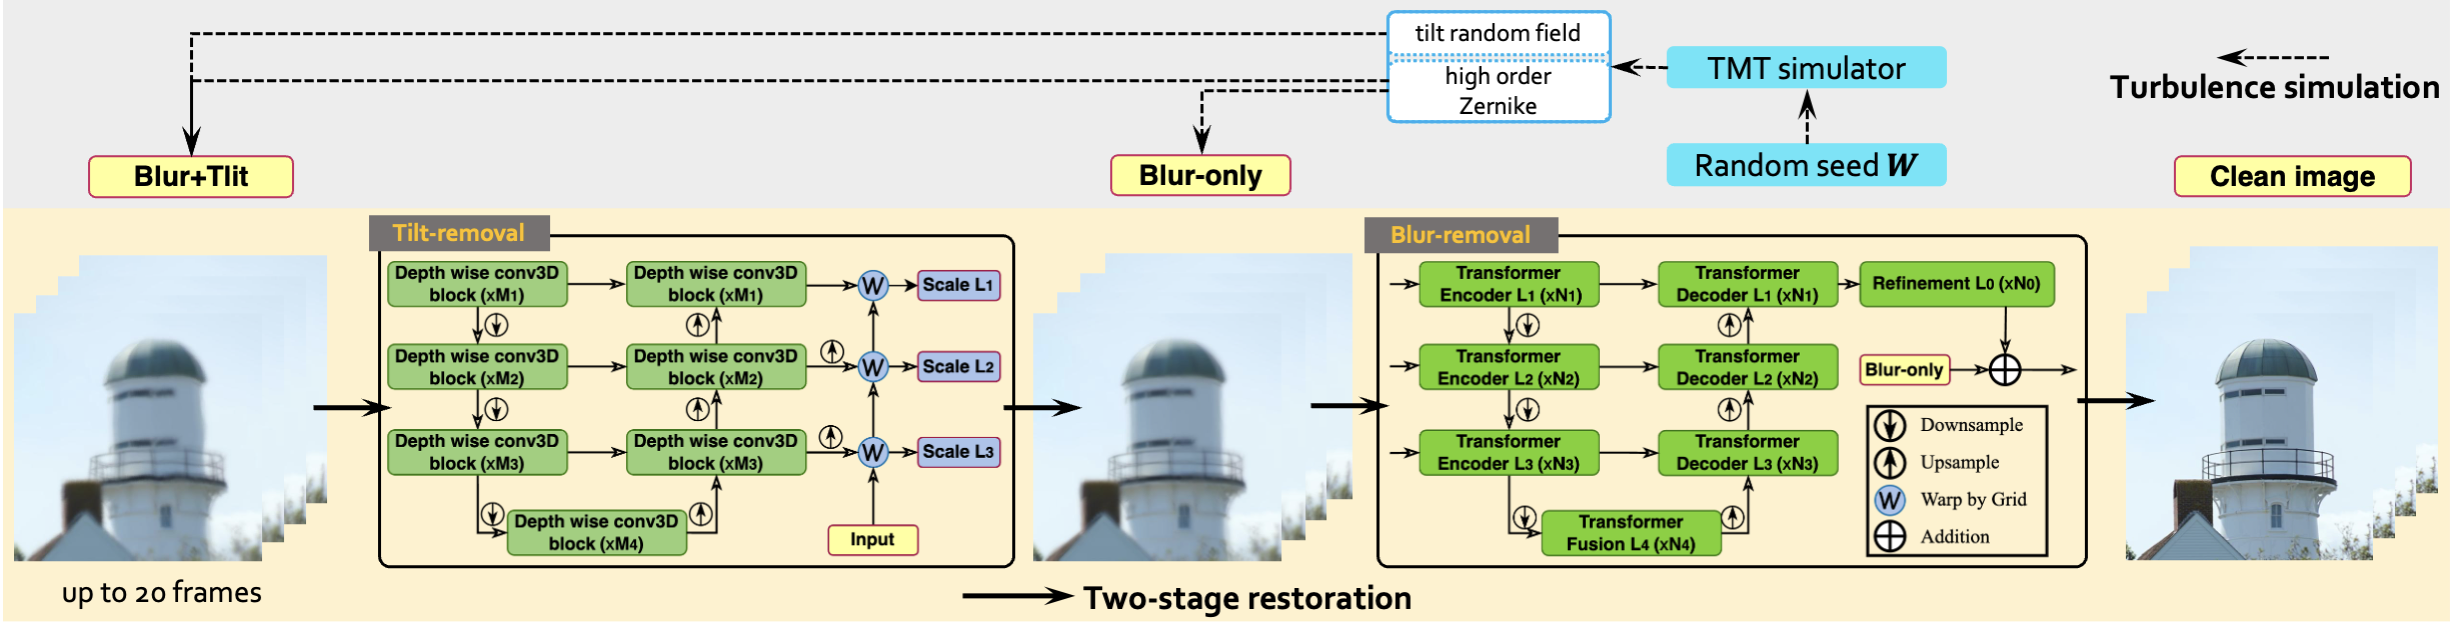 tilt random field
high order
Zernike
TMT simulator
Random seed W
Turbulence simulation
Blur+Tlit
Blur-only
Clean image
Tilt-removal
Depth wise conv3D
block (xM1)
Depth wise conv3D
block (xM1)
W
Scale L1
Depth wise conv3D
block (xM2)
Depth wise conv3D
block (xM2)
W
Scale L2
Depth wise conv3D
block (xM3)
Depth wise conv3D
block (xM3)
W
Scale L3
Depth wise conv3D
block (xM4)
Input
Blur-removal
Transformer
Encoder L1 (xN1)
Transformer
Decoder L1 (xN1)
Refinement L0 (xN0)
Transformer
Encoder L2 (xN2)
Transformer
Decoder L2 (xN2)
Blur-only
Transformer
Encoder L3 (xN3)
Transformer
Decoder L3 (xN3)
Transformer
Fusion L4 (xN4)
Downsample
Upsample
W Warp by Grid
Addition
up to 20 frames
Two-stage restoration